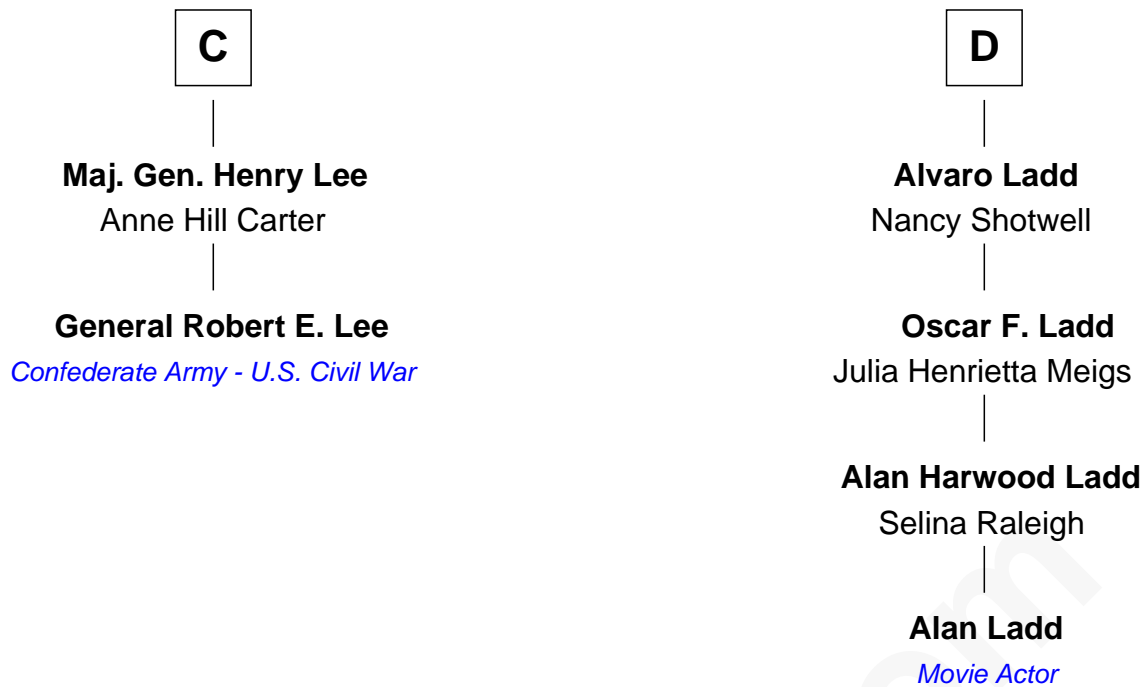 C
Maj. Gen. Henry Lee
Anne Hill Carter
General Robert E. Lee
Confederate Army - U.S. Civil War
D
Alvaro Ladd
Nancy Shotwell
Oscar F. Ladd
Julia Henrietta Meigs
Alan Harwood Ladd
Selina Raleigh
Alan Ladd
Movie Actor
om